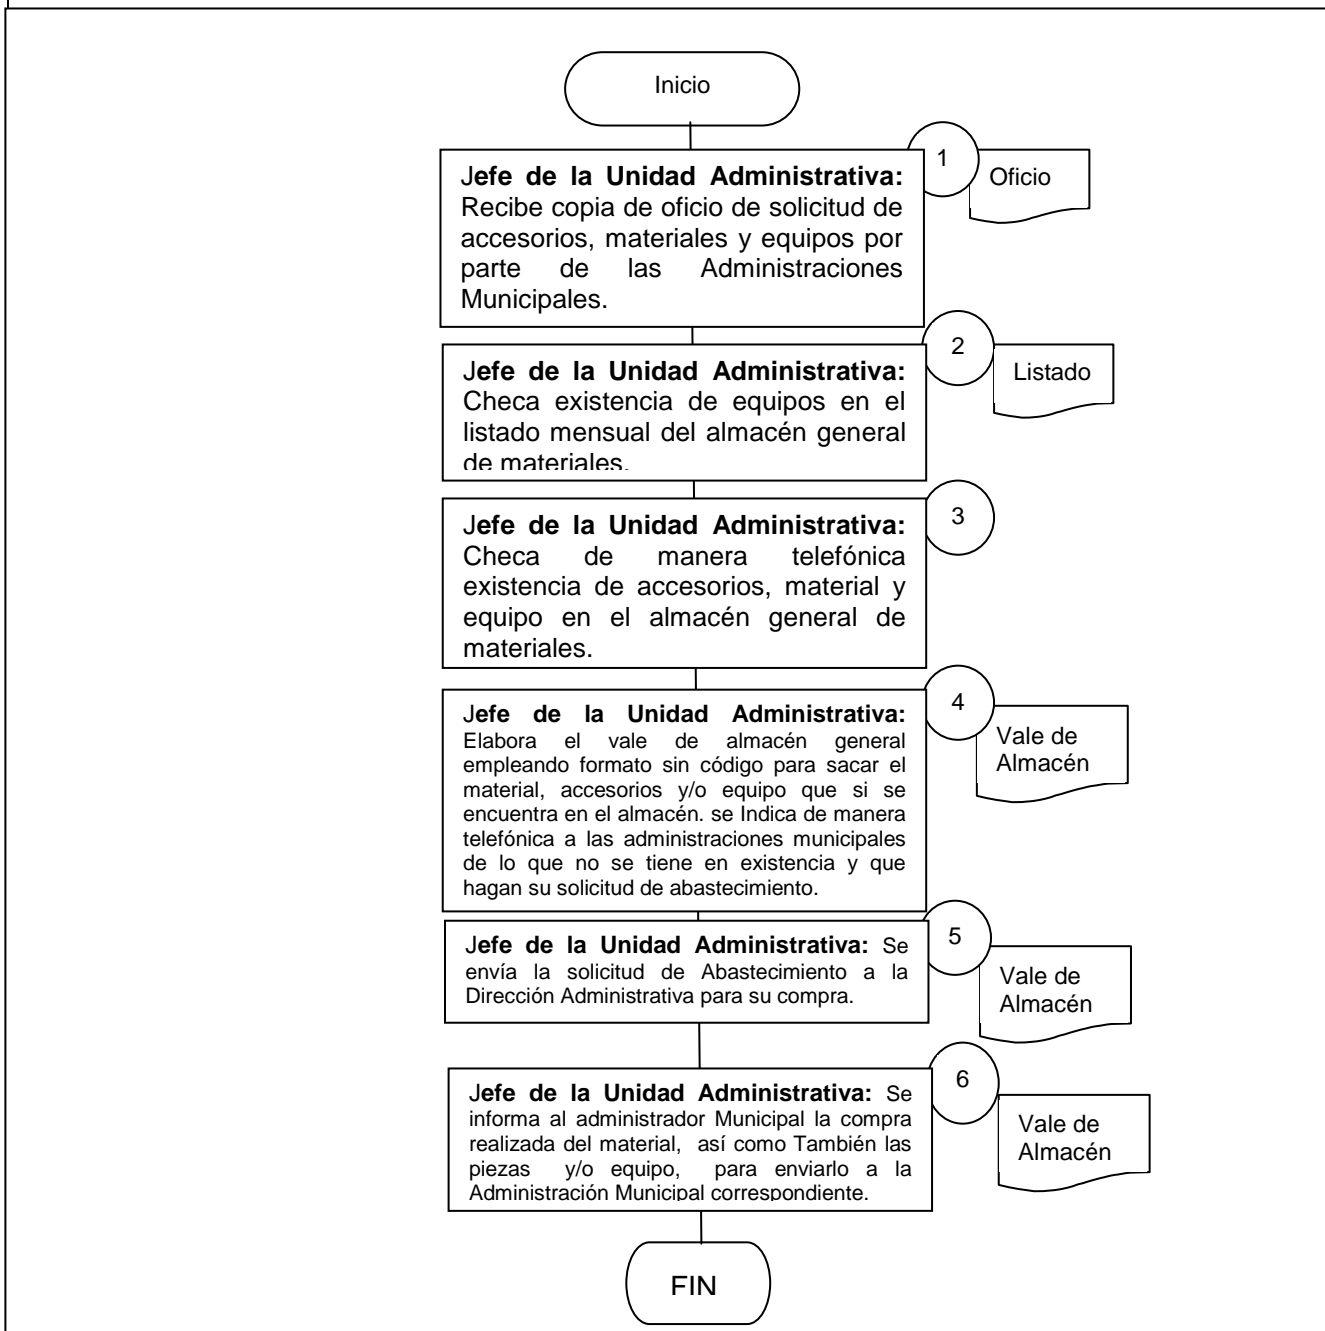 Inicio
1
Oficio
Jefe de la Unidad Administrativa:
Recibe copia de oficio de solicitud de
accesorios, materiales y equipos por
parte de las Administraciones
Municipales.
2
Listado
Jefe de la Unidad Administrativa:
Checa existencia de equipos en el
listado mensual del almacén general
de materiales.
3
Jefe de la Unidad Administrativa:
Checa de manera telefónica
existencia de accesorios, material y
equipo en el almacén general de
materiales.
4
Vale de
Almacén
Jefe de la Unidad Administrativa:
Elabora el vale de almacén general
empleando formato sin código para sacar el
material, accesorios y/o equipo que si se
encuentra en el almacén. se Indica de manera
telefónica a las administraciones municipales
de lo que no se tiene en existencia y que
hagan su solicitud de abastecimiento.
5
Vale de
Almacén
Jefe de la Unidad Administrativa: Se
envía la solicitud de Abastecimiento a la
Dirección Administrativa para su compra.
6
Vale de
Almacén
Jefe de la Unidad Administrativa: Se
informa al administrador Municipal la compra
realizada del material, así como También las
piezas y/o equipo, para enviarlo a la
Administración Municipal correspondiente.
FIN